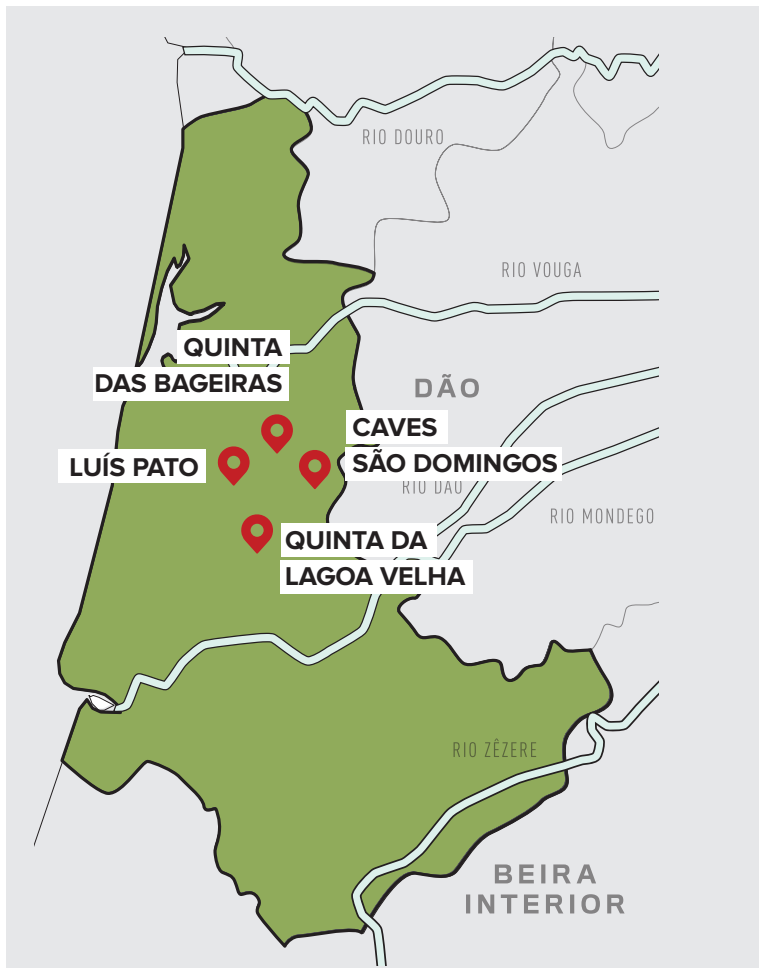 RIO DOURO
RIO VOUGA
QUINTA
DAS BAGEIRAS
DÃO
CAVES
SÃO DOMINGOS
LUÍS PATO
RIO DÃO
RIO MONDEGO
QUINTA DA
LAGOA VELHA
RIO ZÊZERE
BEIRA
INTERIOR